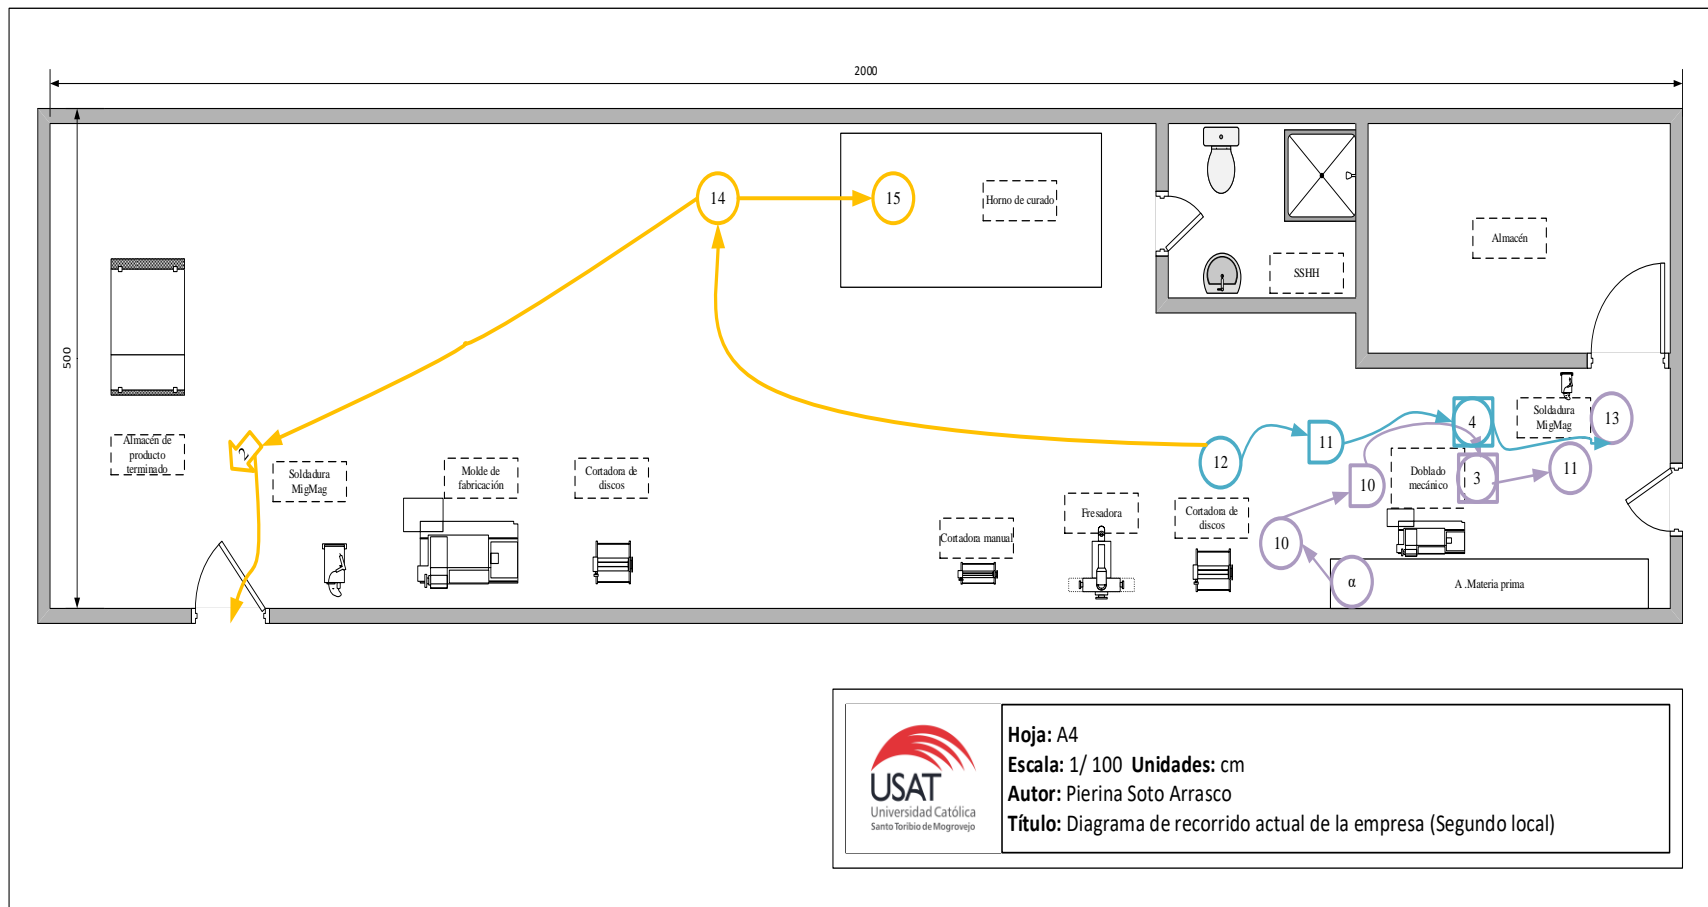 2000
500
14
15
Horno de curado
SSHH
Almacén
Almacén de
producto
terminado
2
Soldadura
MigMag
Molde de
fabricación
Cortadora de
discos
Cortadora manual
Fresadora
Cortadora de
discos
12
11
4
Soldadura
MigMag
13
Doblado
mecánico
10
3
11
10
α
A .Materia prima
USAT
Universidad Católica
Santo Toribio de Mogrovejo
Hoja: A4
Escala: 1/ 100 Unidades: cm
Autor: Pierina Soto Arrasco
Título: Diagrama de recorrido actual de la empresa (Segundo local)